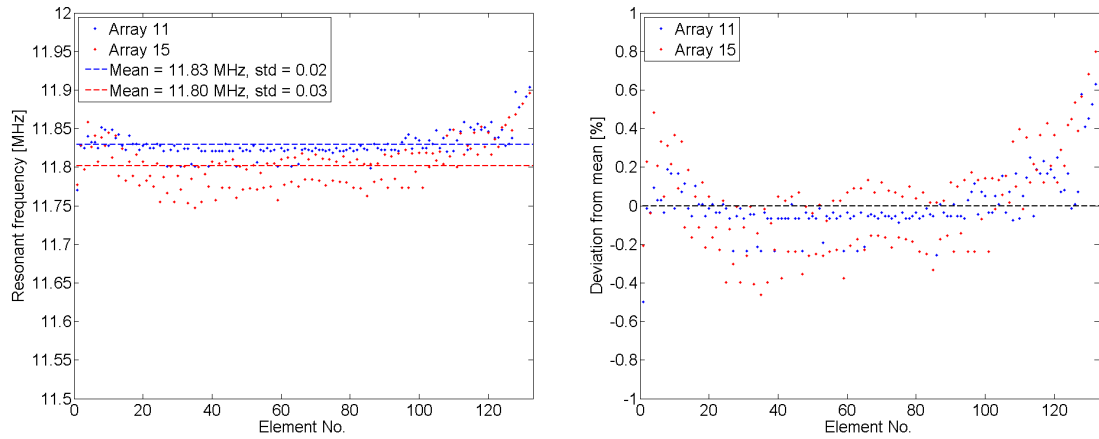 12
11.95
11.9
11.85
11.8
11.75
11.7
11.65
11.6
11.55
11.5
Resonant frequency [MHz]
Array 11
Array 15
Mean = 11.83 MHz, std = 0.02
Mean = 11.80 MHz, std = 0.03
0 20 40 60 80 100 120
Element No.
1
0.8
0.6
0.4
0.2
0
-0.2
-0.4
-0.6
-0.8
-1
Deviation from mean [%]
Array 11
Array 15
0 20 40 60 80 100 120
Element No.